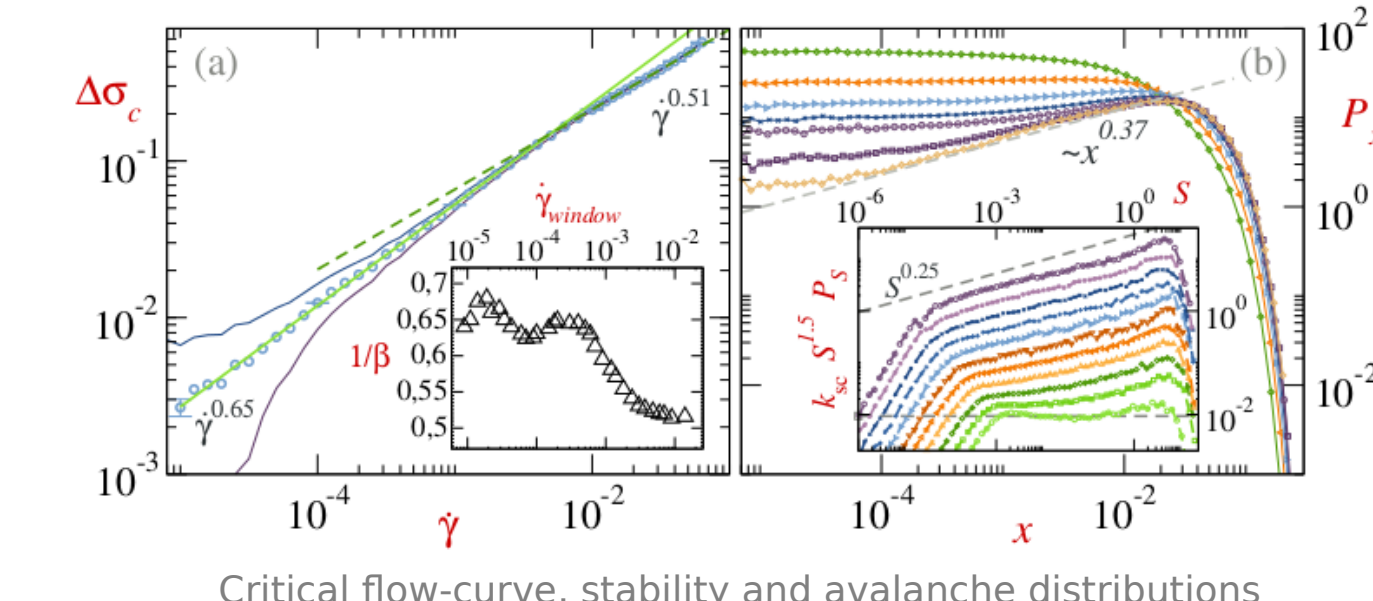 (a)
Δσc
10^-1
10^-2
10^-3
γ̇^0.51
γ̇^0.65
10^-4
10^-2
γ̇
γ̇window
10^-5
10^-4
10^-3
10^-2
0,7
0,65
0,6
0,55
0,5
1/β
(b)
10^2
10^0
10^-2
P
~x^0.37
10^-4
10^-2
x
10^-6
10^-3
10^0
S
S^0.25
k_sc S^1.5 P_S
10^0
10^-2
Critical flow-curve, stability and avalanche distributions